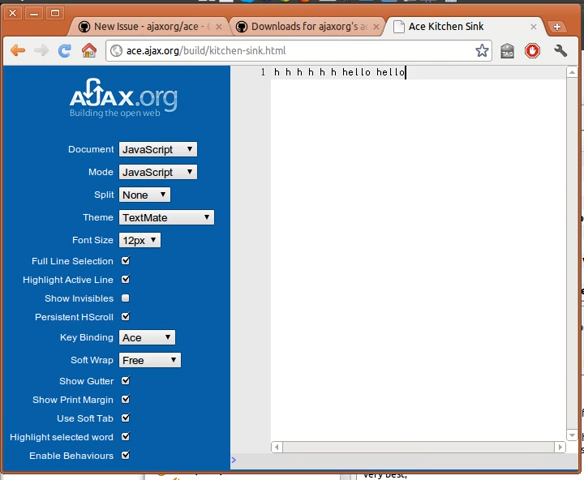 New Issue - ajaxorg/ace - G
Downloads for ajaxorg's a
Ace Kitchen Sink
ace.ajax.org/build/kitchen-sink.html
AJAX.org
Building the open web
1 h h h h h h hello hello
Document JavaScript
Mode JavaScript
Split None
Theme TextMate
Font Size 12px
Full Line Selection
Highlight Active Line
Show Invisibles
Persistent HScroll
Key Binding Ace
Soft Wrap Free
Show Gutter
Show Print Margin
Use Soft Tab
Highlight selected word
Enable Behaviours
>
very best,